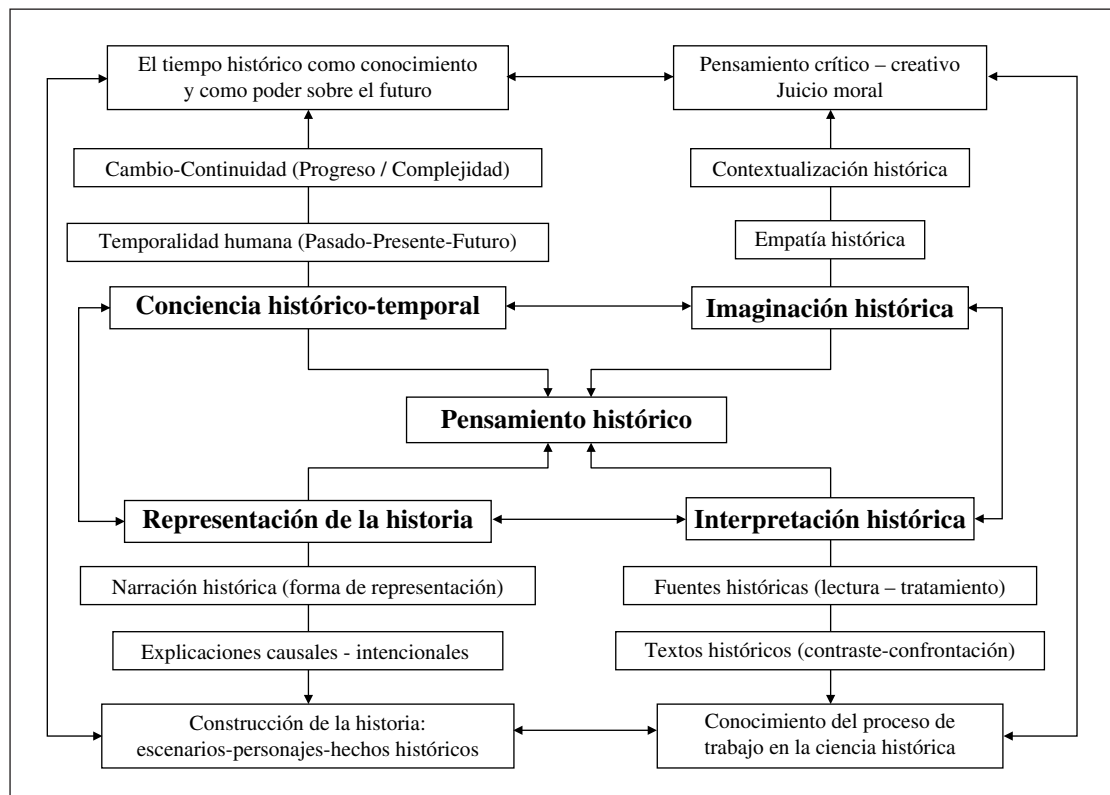 El tiempo histórico como conocimiento
y como poder sobre el futuro
Pensamiento crítico – creativo
Juicio moral
Cambio-Continuidad (Progreso / Complejidad)
Contextualización histórica
Temporalidad humana (Pasado-Presente-Futuro)
Empatía histórica
Conciencia histórico-temporal
Imaginación histórica
Pensamiento histórico
Representación de la historia
Interpretación histórica
Narración histórica (forma de representación)
Fuentes históricas (lectura – tratamiento)
Explicaciones causales - intencionales
Textos históricos (contraste-confrontación)
Construcción de la historia:
escenarios-personajes-hechos históricos
Conocimiento del proceso de
trabajo en la ciencia histórica